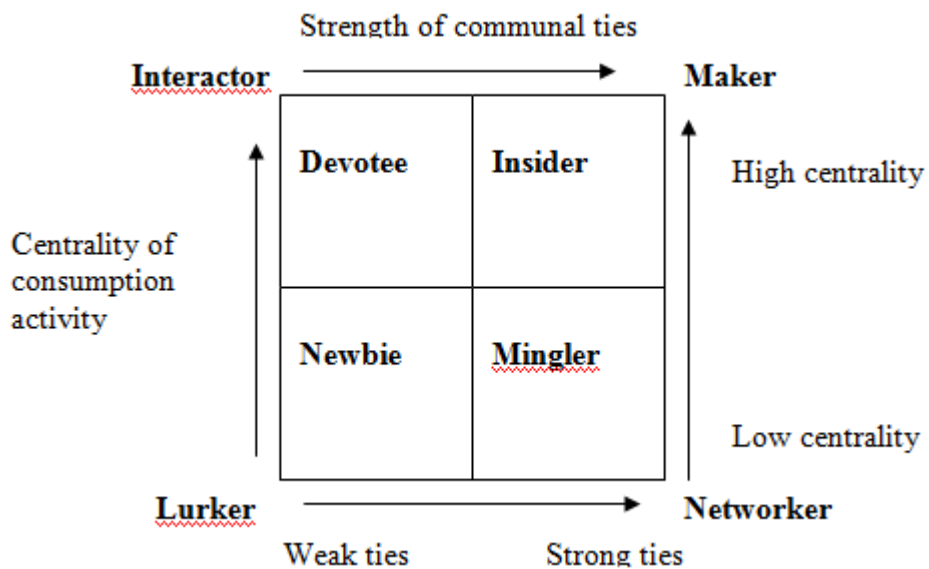 Strength of communal ties
Interactor
Maker
Devotee
Insider
High centrality
Centrality of
consumption
activity
Newbie
Mingler
Low centrality
Lurker
Networker
Weak ties
Strong ties